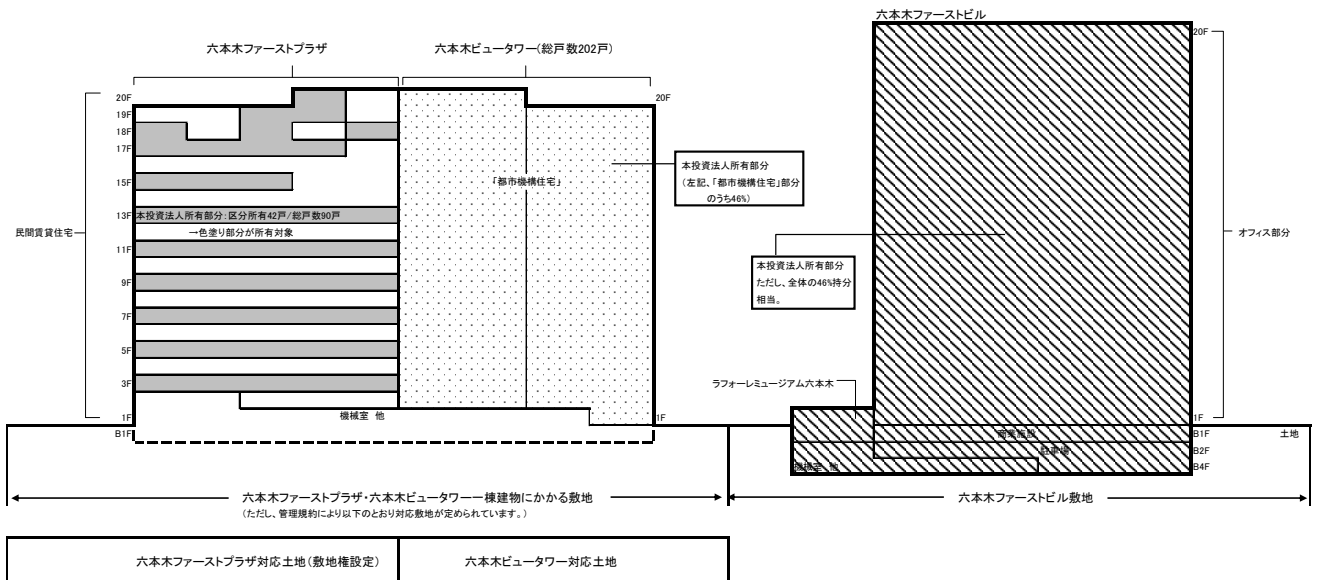 六本木ファーストビル
六本木ファーストプラザ
六本木ビュータワー(総戸数202戸)
20F
19F
18F
17F
15F
13F
11F
9F
7F
5F
3F
1F
B1F
民間賃貸住宅
本投資法人所有部分:区分所有42戸/総戸数90戸
→色塗り部分が所有対象
機械室 他
「都市機構住宅」
20F
1F
本投資法人所有部分
(左記、「都市機構住宅」部分
のうち46%)
本投資法人所有部分
ただし、全体の46%持分
相当。
ラフォーレミュージアム六本木
20F
オフィス部分
1F
商業施設
B1F
土地
駐車場
B2F
機械室 他
B4F
六本木ファーストプラザ・六本木ビュータワー一棟建物にかかる敷地
(ただし、管理規約により以下のとおり対応敷地が定められています。)
六本木ファーストビル敷地
六本木ファーストプラザ対応土地(敷地権設定)
六本木ビュータワー対応土地